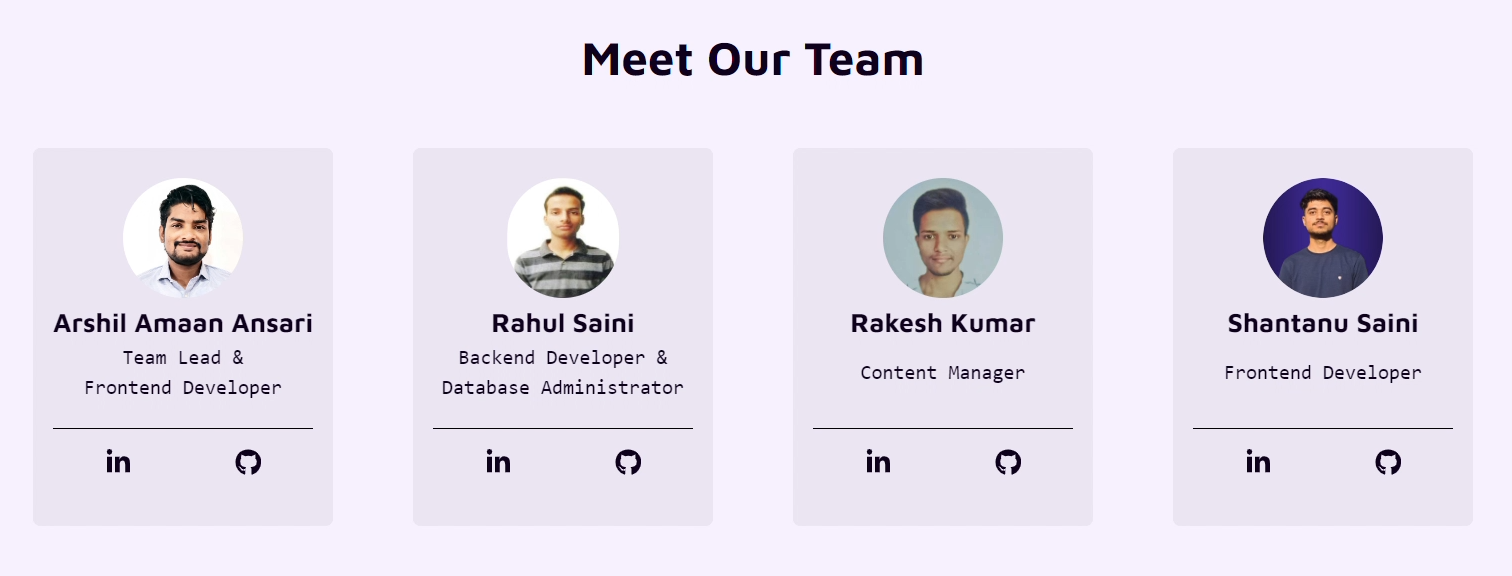 Meet Our Team
Arshil Amaan Ansari
Team Lead &
Frontend Developer
in
Rahul Saini
Backend Developer &
Database Administrator
in
Rakesh Kumar
Content Manager
in
Shantanu Saini
Frontend Developer
in